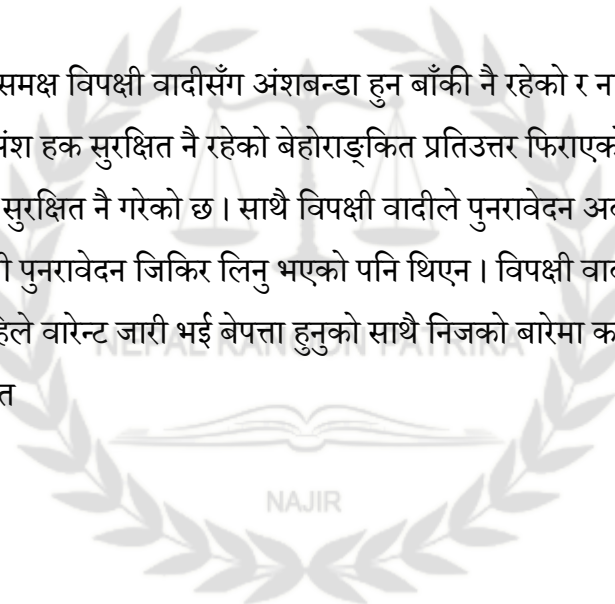 समक्ष विपक्षी वादीसँग अंशबन्डा हुन बाँकी नै रहेको र न
अंश हक सुरक्षित नै रहेको बेहोराङ्कित प्रतिउत्तर फिराएको
सुरक्षित नै गरेको छ । साथै विपक्षी वादीले पुनरावेदन अ
ी पुनरावेदन जिकिर लिनु भएको पनि थिएन । विपक्षी वा
हिले वारेन्ट जारी भई बेपत्ता हुनुको साथै निजको बारेमा क
NEPAL KANOON PATRIKA
त
NAJIR